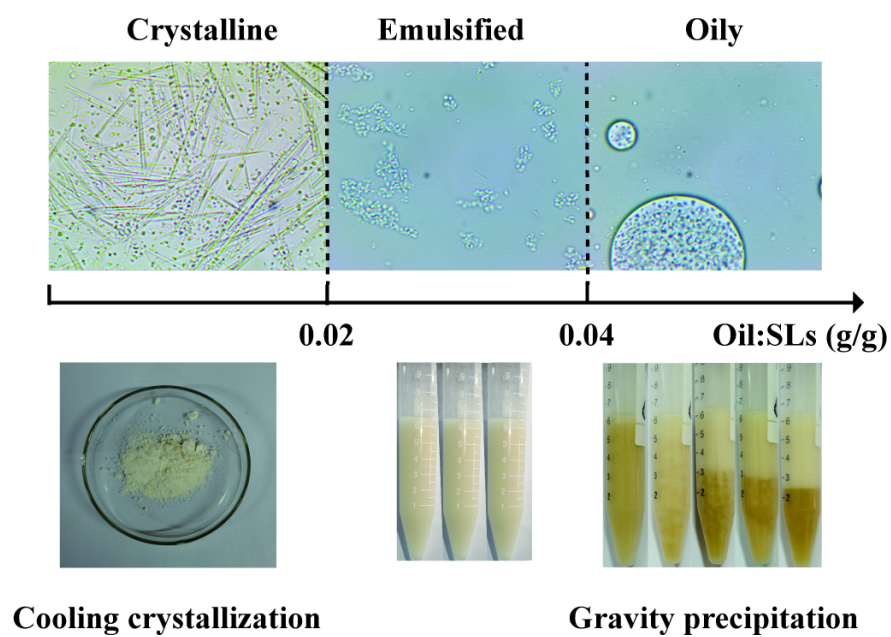 Crystalline Emulsified Oily
0.02 0.04 Oil:SLs (g/g)
Cooling crystallization Gravity precipitation